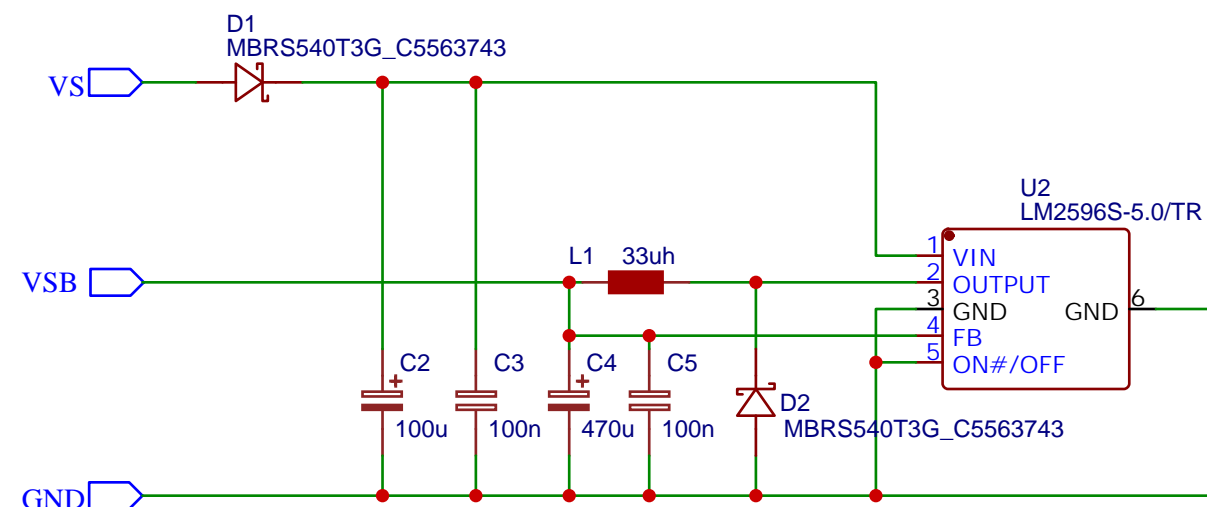 D1
MBRS540T3G_C5563743
VS
U2
LM2596S-5.0/TR
L1 33uh
VSB
1 VIN
2 OUTPUT
3 GND
GND 6
4 FB
5 ON#/OFF
C2 C3 C4 C5
+ +
D2
100u 100n 470u 100n MBRS540T3G_C5563743
GND